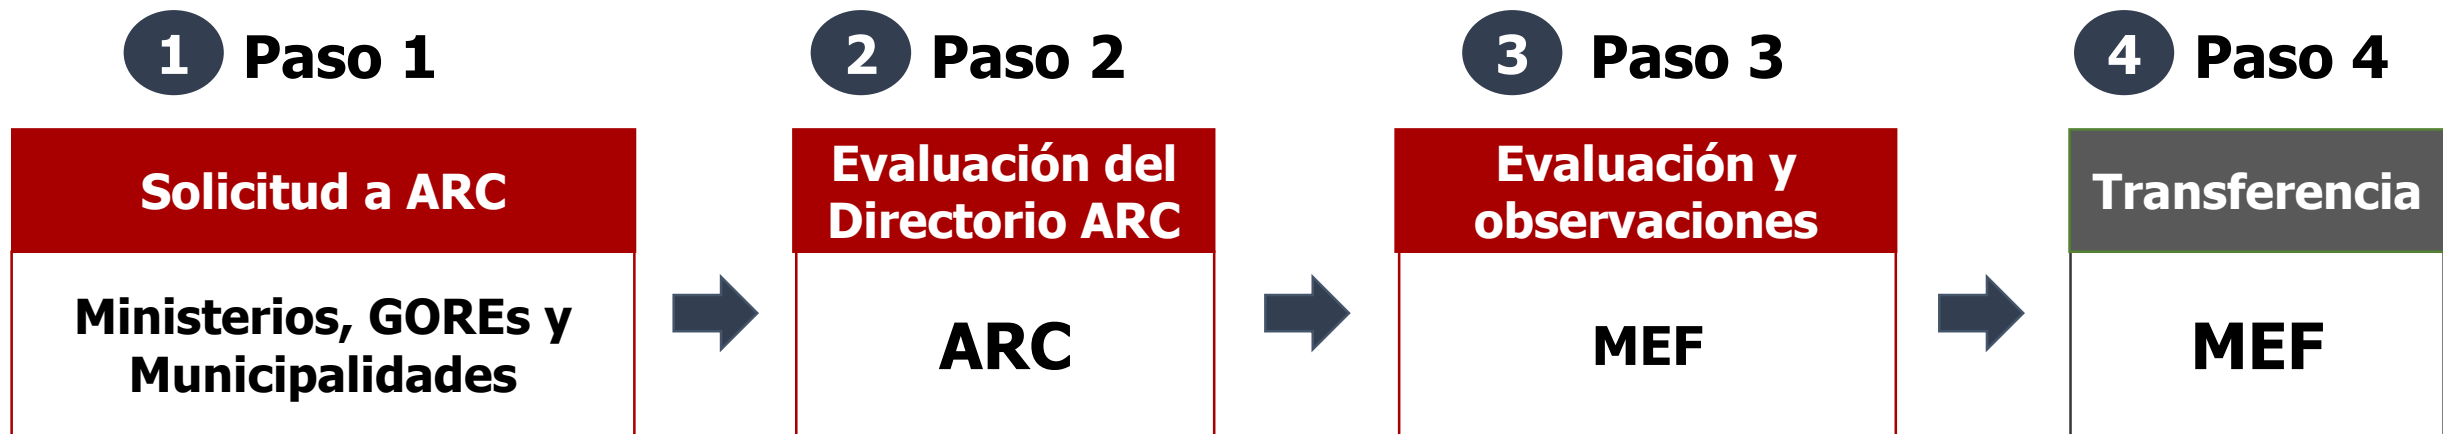 1 Paso 1
Solicitud a ARC
Ministerios, GOREs y
Municipalidades
2 Paso 2
Evaluación del
Directorio ARC
ARC
3 Paso 3
Evaluación y
observaciones
MEF
4 Paso 4
Transferencia
MEF